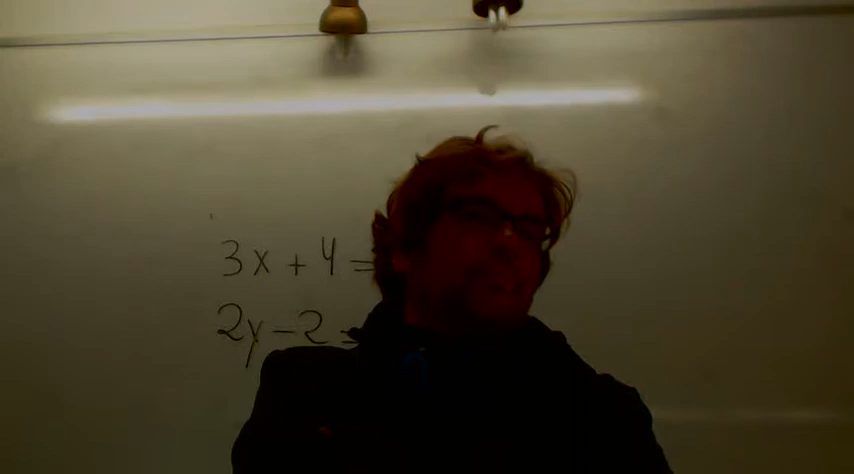 3x + 4 =
2y - 2 =